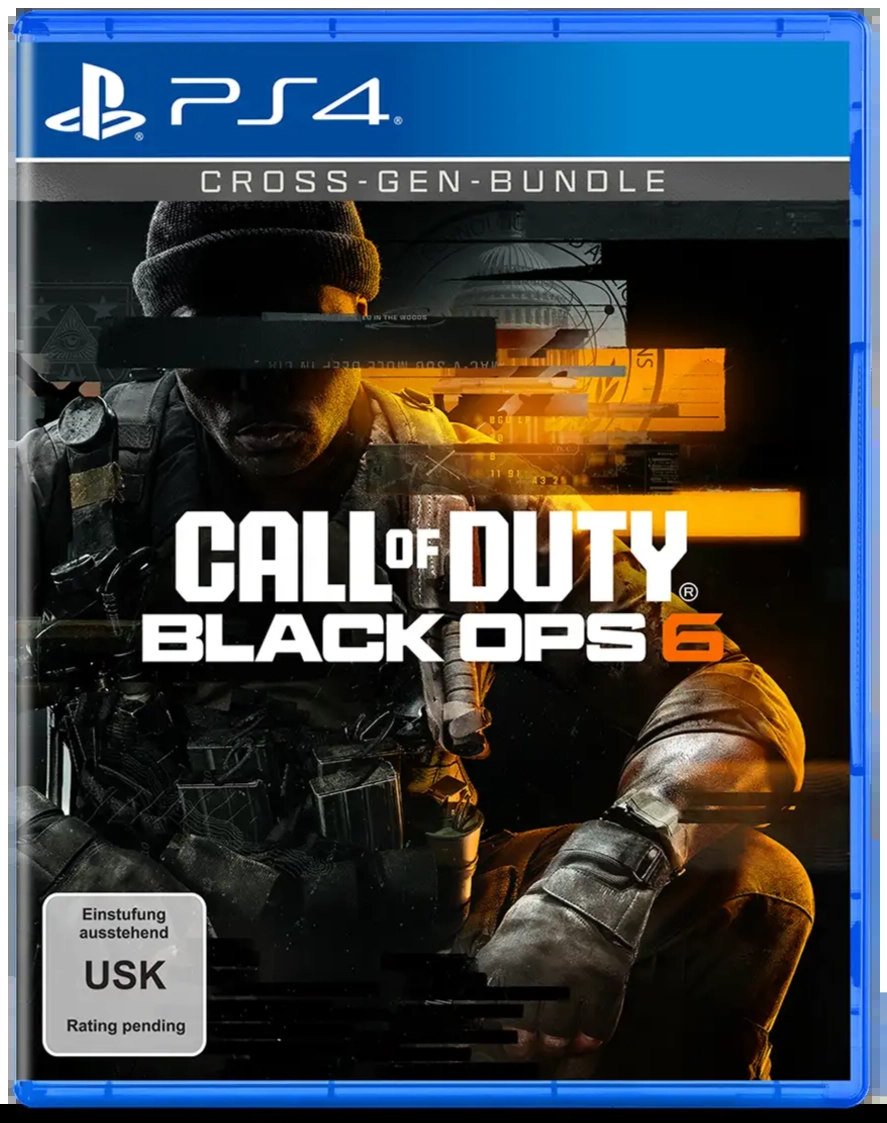 PS4
CROSS-GEN-BUNDLE
CALL OF DUTY®
BLACK OPS 6
Einstufung
ausstehend
USK
Rating pending